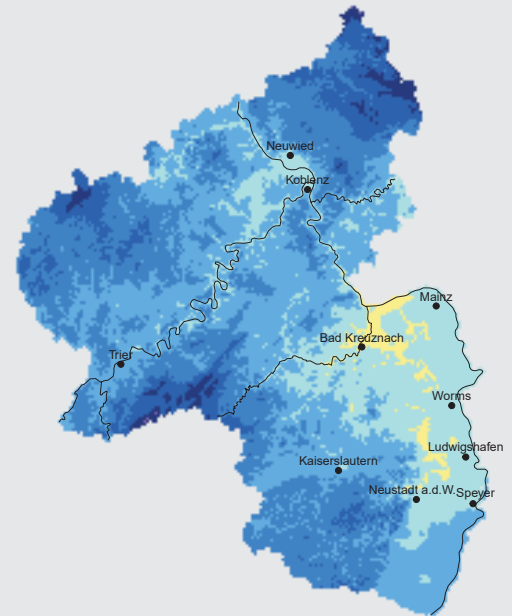 Neuwied
Koblenz
Mainz
Bad Kreuznach
Trier
Worms
Ludwigshafen
Kaiserslautern
Neustadt a.d.W.
Speyer